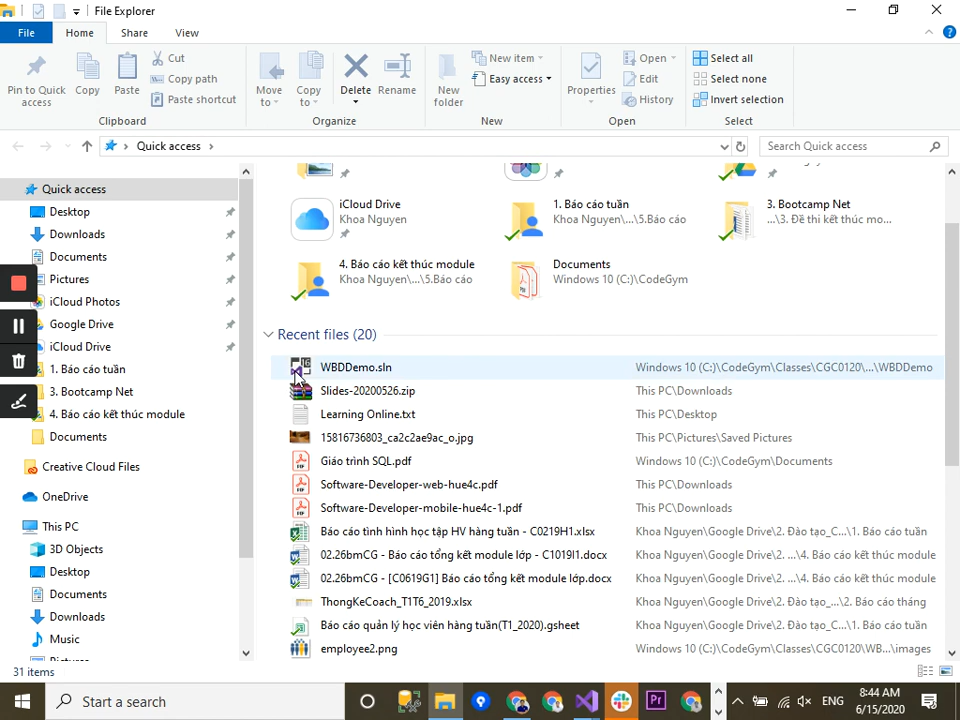 File Explorer
File Home Share View
Pin to Quick access
Copy
Paste
Cut
Copy path
Paste shortcut
Clipboard
Move to
Copy to
Delete
Rename
Organize
New folder
New item
Easy access
New
Properties
Open
Edit
History
Open
Select all
Select none
Invert selection
Select
Quick access
Search Quick access
Quick access
Desktop
Downloads
Documents
Pictures
iCloud Photos
Google Drive
iCloud Drive
1. Báo cáo tuần
3. Bootcamp Net
4. Báo cáo kết thúc module
Documents
Creative Cloud Files
OneDrive
This PC
3D Objects
Desktop
Documents
Downloads
Music
iCloud Drive
Khoa Nguyen
1. Báo cáo tuần
Khoa Nguyen\...\5.Báo cáo
3. Bootcamp Net
...\3. Đề thi kết thúc mo...
4. Báo cáo kết thúc module
Khoa Nguyen\...\5.Báo cáo
Documents
Windows 10 (C:)\CodeGym
Recent files (20)
WBDDemo.sln Windows 10 (C:)\CodeGym\Classes\CGC0120\...\WBDDemo
Slides-20200526.zip This PC\Downloads
Learning Online.txt This PC\Desktop
15816736803_ca2c2ae9ac_o.jpg This PC\Pictures\Saved Pictures
Giáo trình SQL.pdf Windows 10 (C:)\CodeGym\Documents
Software-Developer-web-hue4c.pdf This PC\Downloads
Software-Developer-mobile-hue4c-1.pdf This PC\Downloads
Báo cáo tình hình học tập HV hàng tuần - C0219H1.xlsx Khoa Nguyen\Google Drive\2. Đào tạo_C...\1. Báo cáo tuần
02.26bmCG - Báo cáo tổng kết module lớp - C1019I1.docx Khoa Nguyen\Google Drive\2. ...\4. Báo cáo kết thúc module
02.26bmCG - [C0619G1] Báo cáo tổng kết module lớp.docx Khoa Nguyen\Google Drive\2. ...\4. Báo cáo kết thúc module
ThongKeCoach_T1T6_2019.xlsx Khoa Nguyen\Google Drive\2. Đào tạo_...\2. Báo cáo tháng
Báo cáo quản lý học viên hàng tuần(T1_2020).gsheet Khoa Nguyen\Google Drive\2. Đào tạo_C...\1. Báo cáo tuần
employee2.png Windows 10 (C:)\CodeGym\Classes\CGC0120\WB...\images
31 items
Start a search
ENG
8:44 AM
6/15/2020